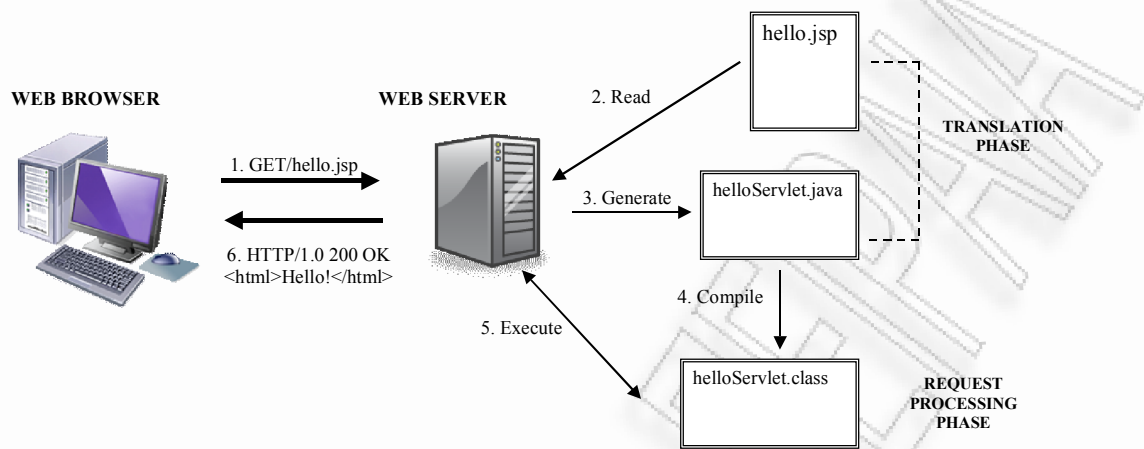 hello.jsp
2. Read
WEB BROWSER
WEB SERVER
TRANSLATION
PHASE
1. GET/hello.jsp
helloServlet.java
3. Generate
6. HTTP/1.0 200 OK
<html>Hello!</html>
4. Compile
5. Execute
helloServlet.class
REQUEST
PROCESSING
PHASE